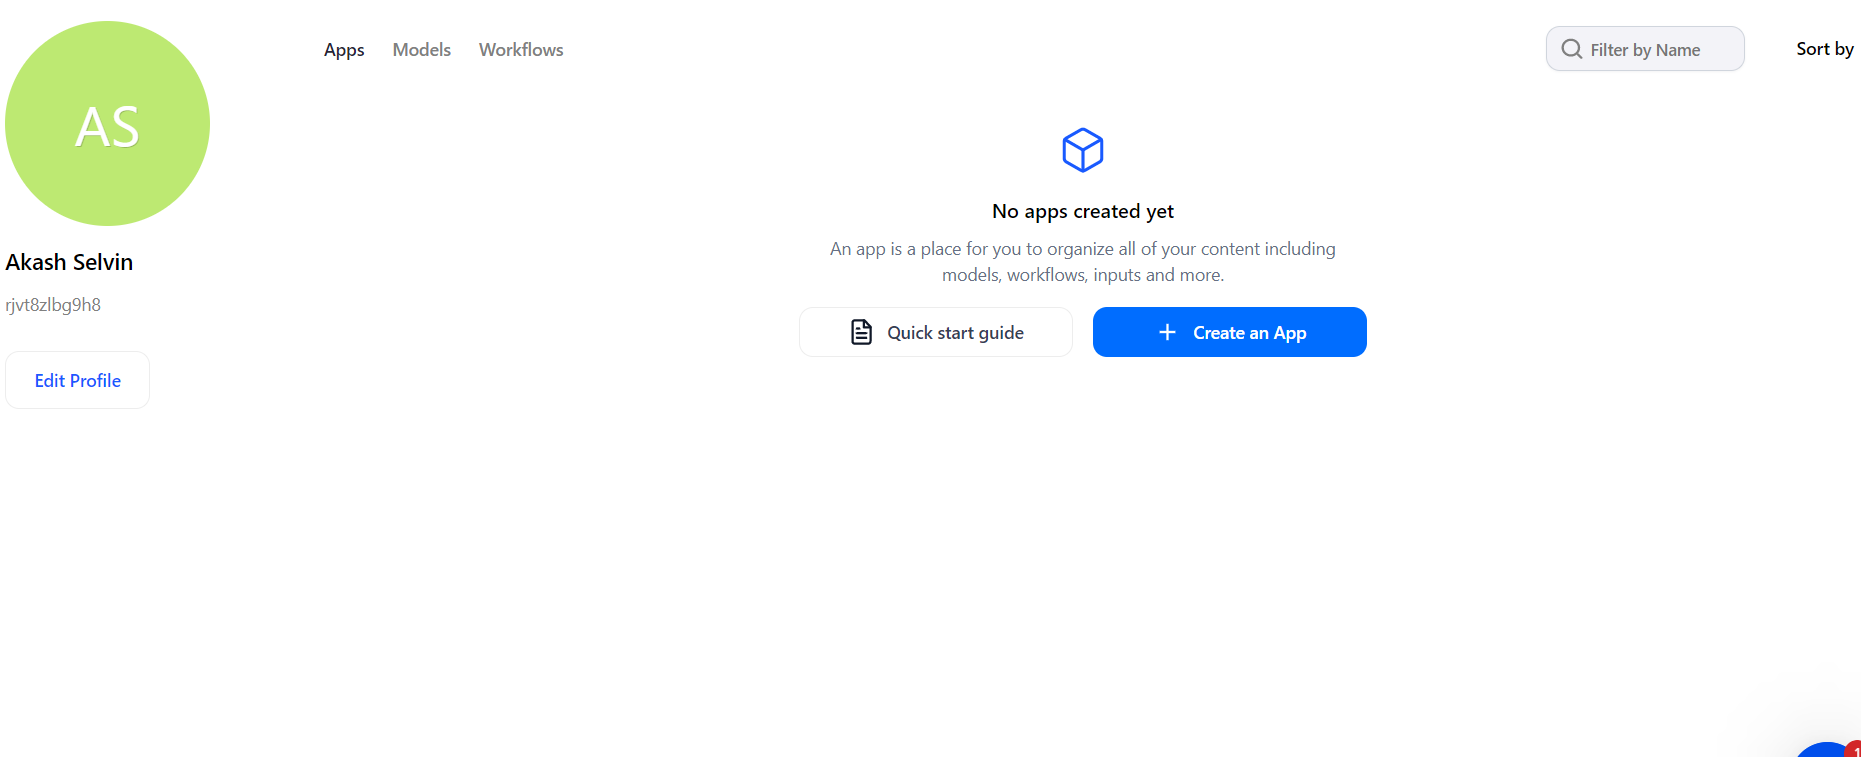 AS
Akash Selvin
rjvt8zlbg9h8
Edit Profile
Apps Models Workflows
Filter by Name
Sort by
No apps created yet
An app is a place for you to organize all of your content including
models, workflows, inputs and more.
Quick start guide
Create an App
1